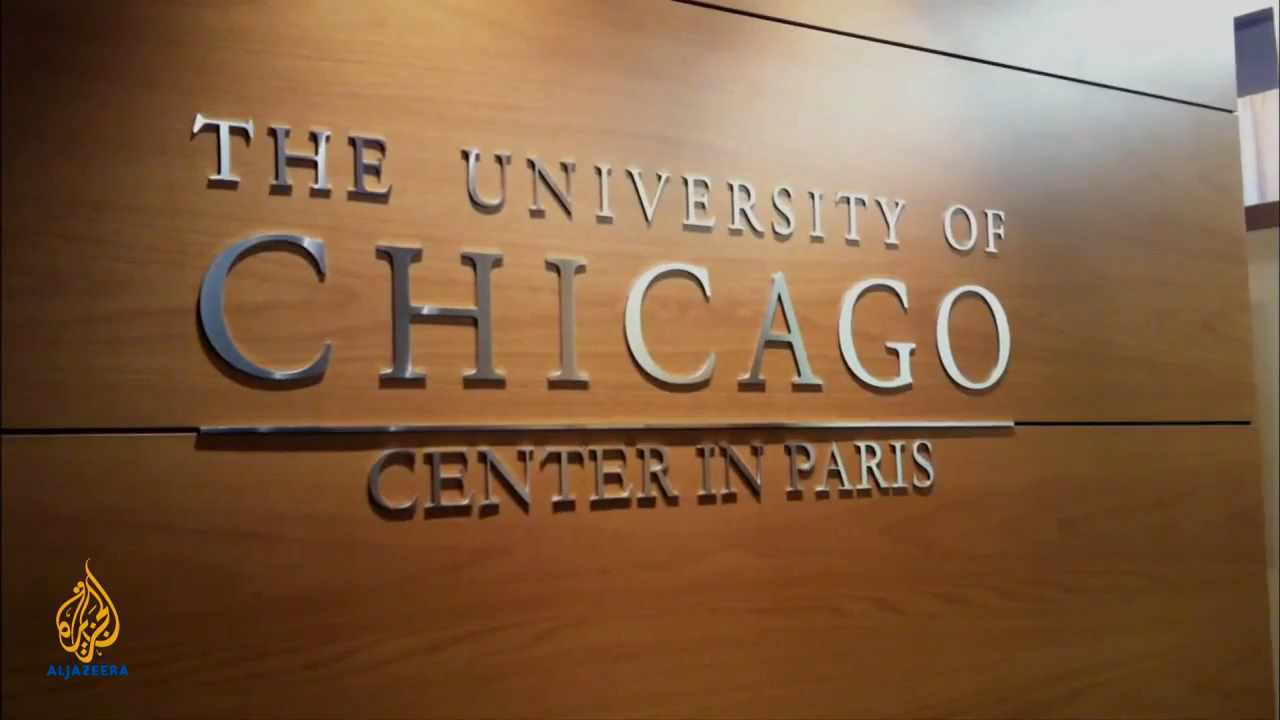 THE UNIVERSITY OF
CHICAGO
CENTER IN PARIS
الجزيرة
ALJAZEERA